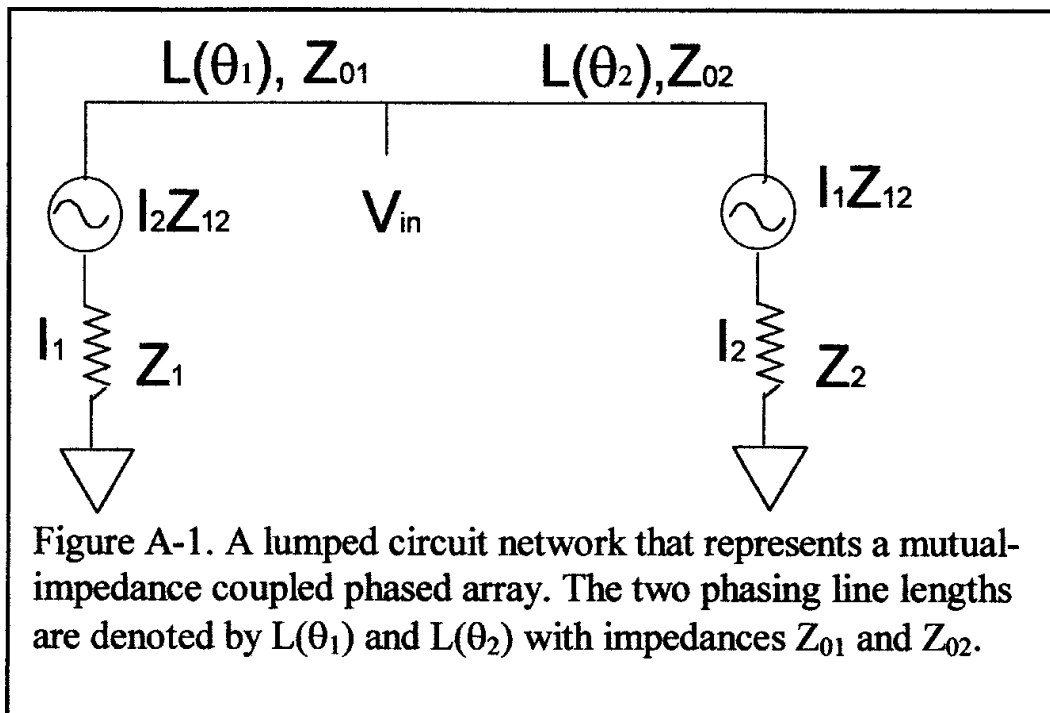 L(θ₁), Z₀₁
L(θ₂),Z₀₂
I₂Z₁₂
Vin
I₁Z₁₂
I₁
Z₁
I₂
Z₂
Figure A-1. A lumped circuit network that represents a mutual-
impedance coupled phased array. The two phasing line lengths
are denoted by L(θ₁) and L(θ₂) with impedances Z₀₁ and Z₀₂.